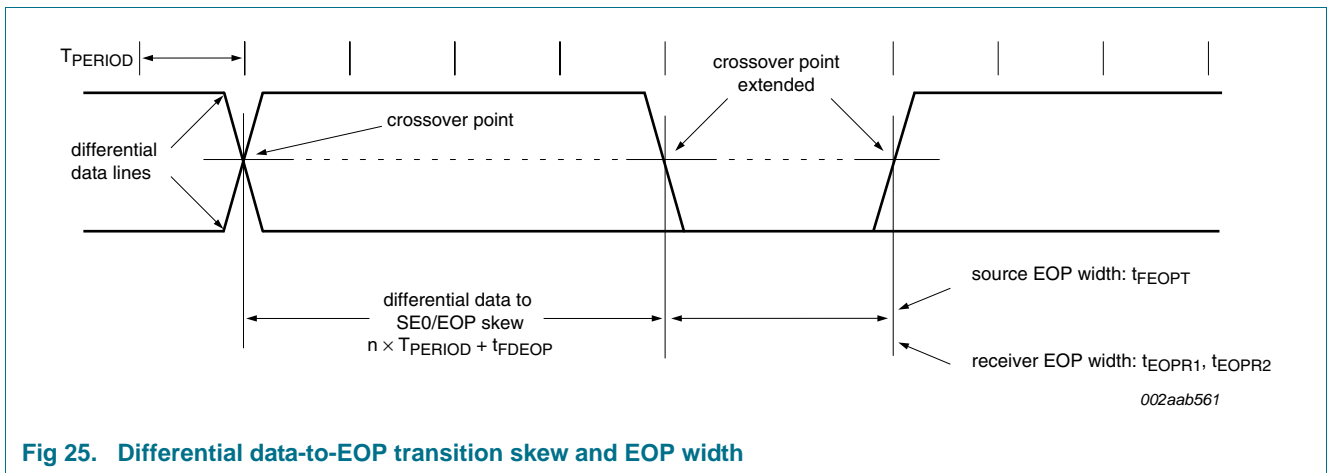 TPERIOD
crossover point
extended
crossover point
differential
data lines
source EOP width: tFEOPT
differential data to
SE0/EOP skew
n × TPERIOD + tFDEOP
receiver EOP width: tEOPR1, tEOPR2
002aab561
Fig 25. Differential data-to-EOP transition skew and EOP width